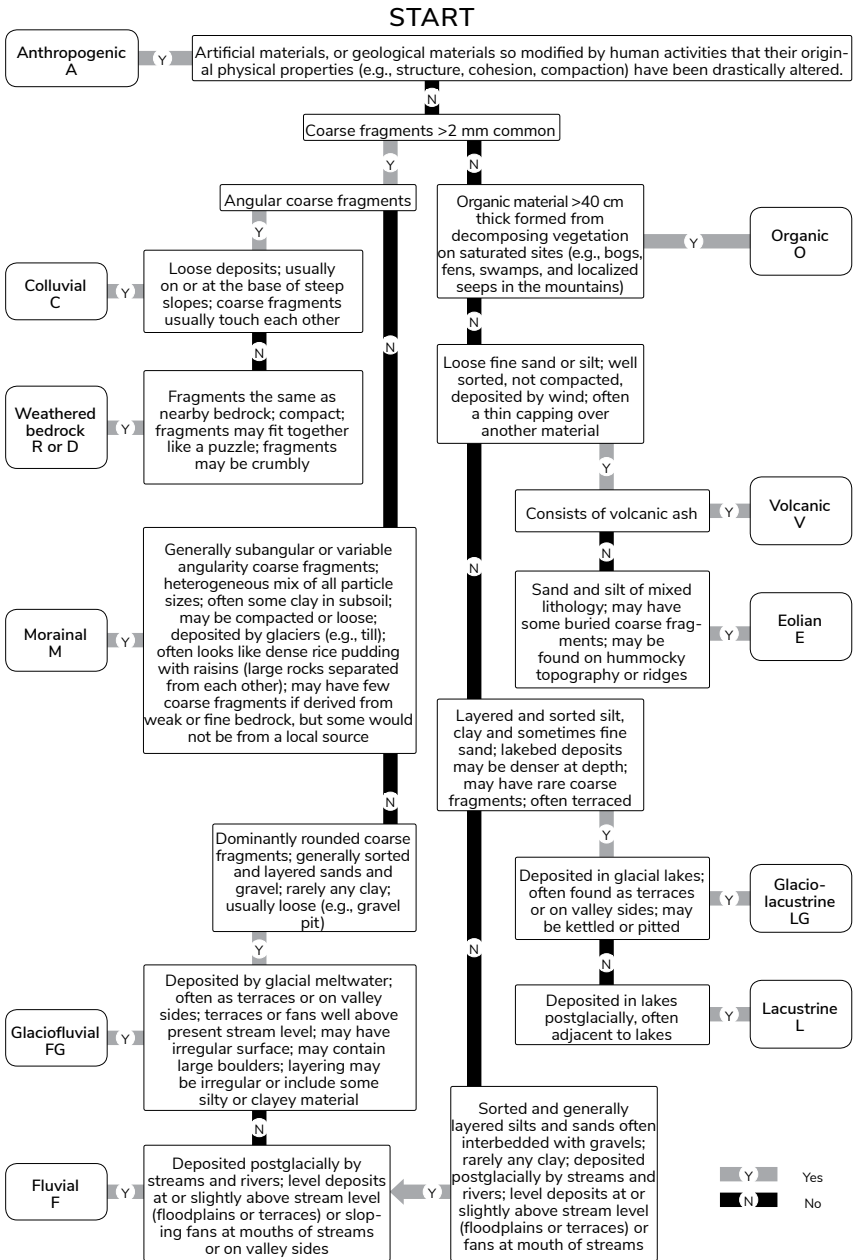 START
Anthropogenic
A
Y
Artificial materials, or geological materials so modified by human activities that their origin-
al physical properties (e.g., structure, cohesion, compaction) have been drastically altered.
N
Coarse fragments >2 mm common
Y
N
Angular coarse fragments
Y
Organic material >40 cm
thick formed from
decomposing vegetation
on saturated sites (e.g., bogs,
fens, swamps, and localized
seeps in the mountains)
Y
Organic
O
Colluvial
C
Y
Loose deposits; usually
on or at the base of steep
slopes; coarse fragments
usually touch each other
N
N
N
Weathered
bedrock
R or D
Y
Fragments the same as
nearby bedrock; compact;
fragments may fit together
like a puzzle; fragments
may be crumbly
Loose fine sand or silt; well
sorted, not compacted,
deposited by wind; often
a thin capping over
another material
Y
Consists of volcanic ash
Y
Volcanic
V
N
N
Sand and silt of mixed
lithology; may have
some buried coarse frag-
ments; may be
found on hummocky
topography or ridges
Y
Eolian
E
Morainal
M
Y
Generally subangular or variable
angularity coarse fragments;
heterogeneous mix of all particle
sizes; often some clay in subsoil;
may be compacted or loose;
deposited by glaciers (e.g., till);
often looks like dense rice pudding
with raisins (large rocks separated
from each other); may have few
coarse fragments if derived from
weak or fine bedrock, but some would
not be from a local source
N
Layered and sorted silt,
clay and sometimes fine
sand; lakebed deposits
may be denser at depth;
may have rare coarse
fragments; often terraced
Y
Dominantly rounded coarse
fragments; generally sorted
and layered sands and
gravel; rarely any clay;
usually loose (e.g., gravel
pit)
Y
Deposited in glacial lakes;
often found as terraces
or on valley sides; may
be kettled or pitted
Y
Glacio-
lacustrine
LG
N
N
Deposited in lakes
postglacially, often
adjacent to lakes
Y
Lacustrine
L
Glaciofluvial
FG
Y
Deposited by glacial meltwater;
often as terraces or on valley
sides; terraces or fans well above
present stream level; may have
irregular surface; may contain
large boulders; layering may
be irregular or include some
silty or clayey material
N
Fluvial
F
Y
Deposited postglacially by
streams and rivers; level deposits
at or slightly above stream level
(floodplains or terraces) or slop-
ing fans at mouths of streams
or on valley sides
Y
Sorted and generally
layered silts and sands often
interbedded with gravels;
rarely any clay; deposited
postglacially by streams and
rivers; level deposits at or
slightly above stream level
(floodplains or terraces) or
fans at mouth of streams
Y Yes
N No